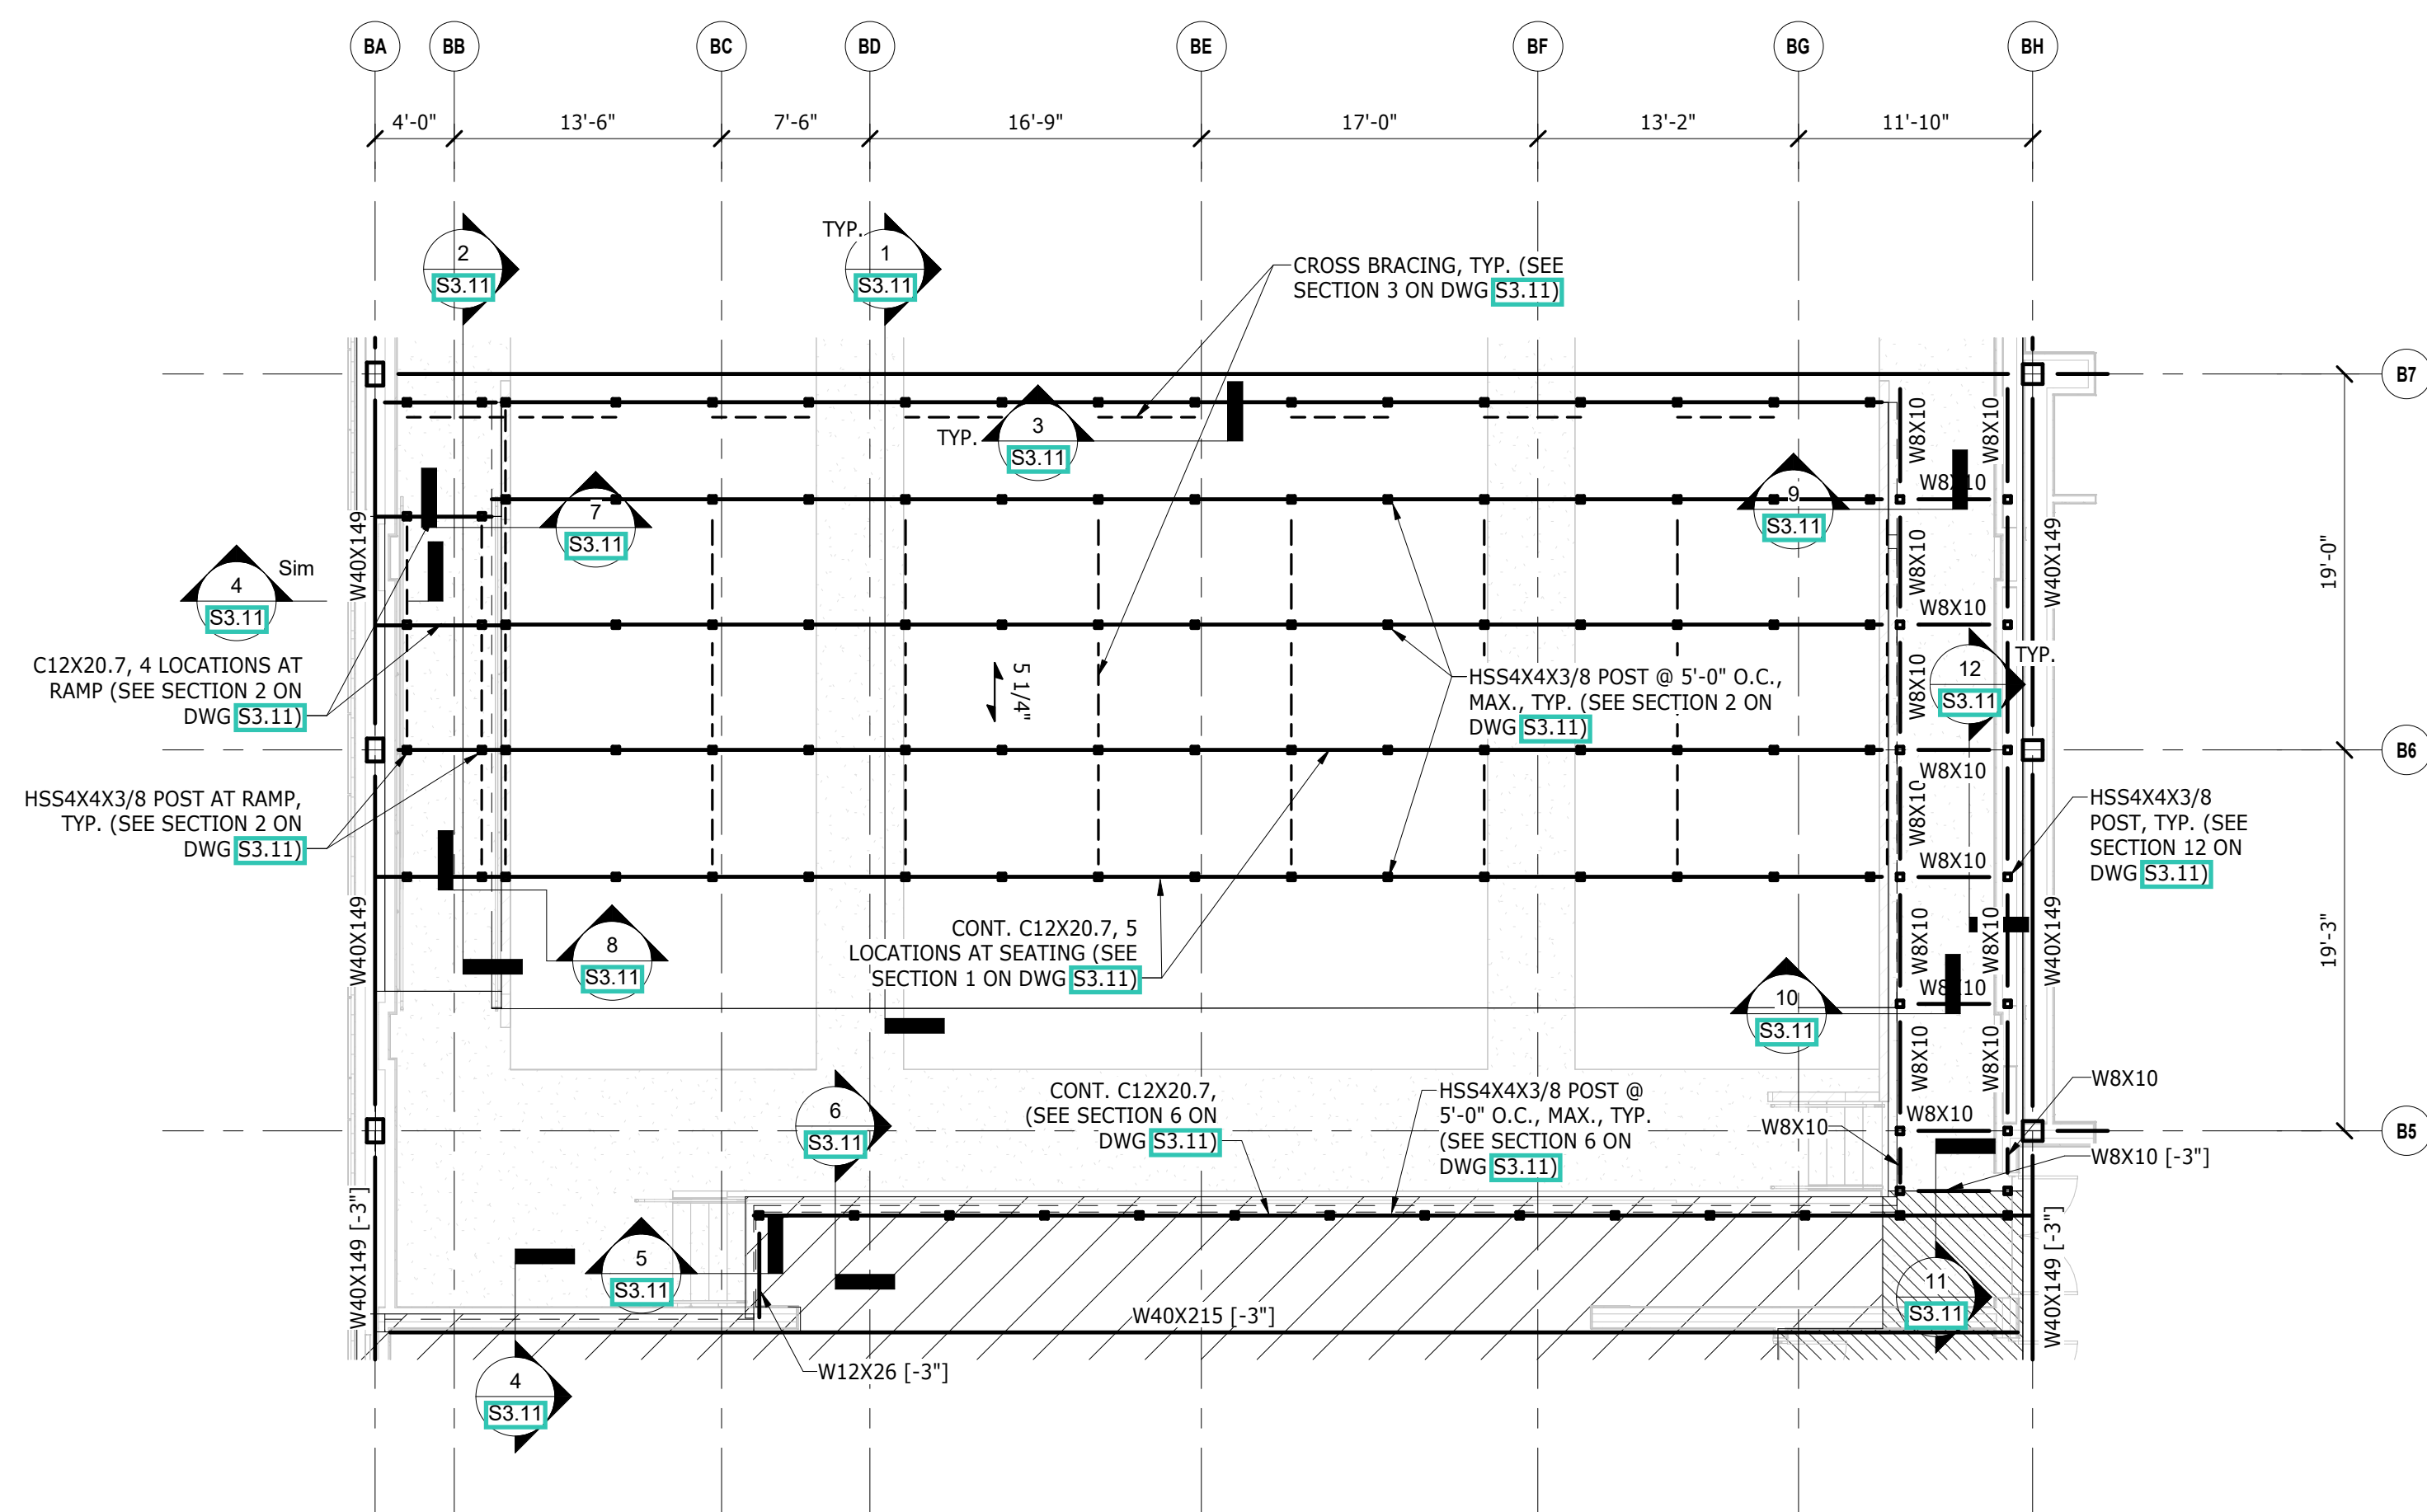 BA
BB
BC
BD
BE
BF
BG
BH
4'-0"
13'-6"
7'-6"
16'-9"
17'-0"
13'-2"
11'-10"
TYP.
2
S3.11
1
S3.11
CROSS BRACING, TYP. (SEE
SECTION 3 ON DWG S3.11)
B7
3
TYP.
S3.11
W8X10
W8X10
W8X10
9
S3.11
7
S3.11
W40X149
W40X149
19'-0"
4
Sim
S3.11
W8X10
W8X10
C12X20.7, 4 LOCATIONS AT
RAMP (SEE SECTION 2 ON
DWG S3.11)
5 1/4"
HSS4X4X3/8 POST @ 5'-0" O.C.,
MAX., TYP. (SEE SECTION 2 ON
DWG S3.11)
W8X10
12
S3.11
TYP.
B6
W8X10
W8X10
HSS4X4X3/8 POST AT RAMP,
TYP. (SEE SECTION 2 ON
DWG S3.11)
HSS4X4X3/8
POST, TYP. (SEE
SECTION 12 ON
DWG S3.11)
W8X10
8
S3.11
W40X149
CONT. C12X20.7, 5
LOCATIONS AT SEATING (SEE
SECTION 1 ON DWG S3.11)
W8X10
W8X10
W40X149
19'-3"
W8X10
10
S3.11
W8X10
W8X10
W8X10
6
S3.11
CONT. C12X20.7,
(SEE SECTION 6 ON
DWG S3.11)
HSS4X4X3/8 POST @
5'-0" O.C., MAX., TYP.
(SEE SECTION 6 ON
DWG S3.11)
W8X10
W8X10
B5
W8X10 [-3"]
W40X149 [-3"]
5
S3.11
11
S3.11
W40X149 [-3"]
W40X215 [-3"]
W12X26 [-3"]
4
S3.11